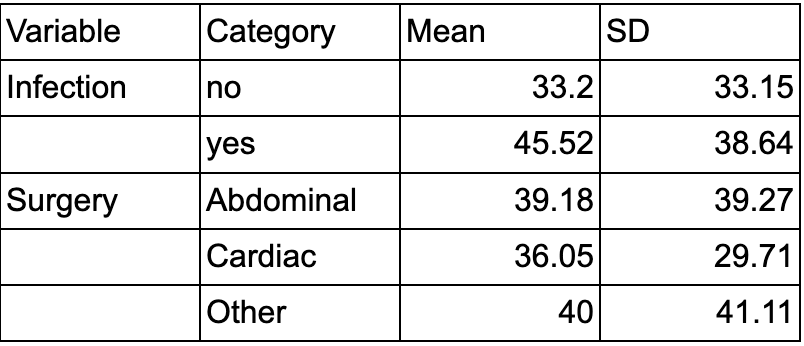 Variable Category Mean SD
Infection no 33.2 33.15
yes 45.52 38.64
Surgery Abdominal 39.18 39.27
Cardiac 36.05 29.71
Other 40 41.11